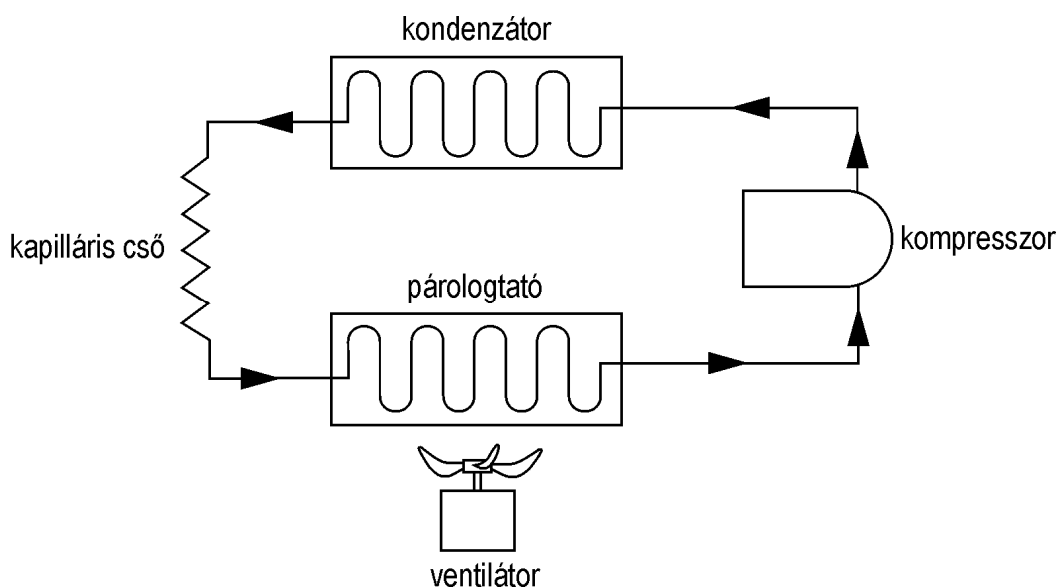 kondenzátor
kapilláris cső
kompresszor
párologtató
ventilátor